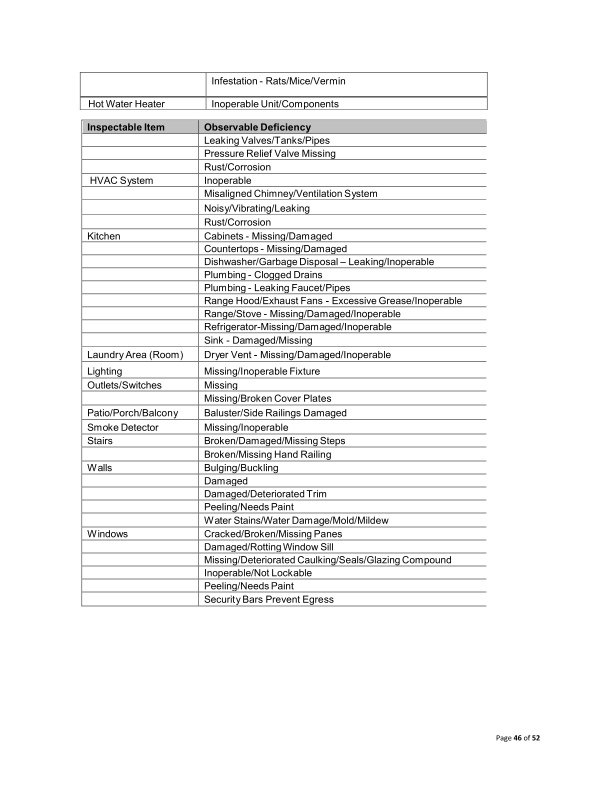 Infestation - Rats/Mice/Vermin
Hot Water Heater Inoperable Unit/Components
Inspectable Item Observable Deficiency
Leaking Valves/Tanks/Pipes
Pressure Relief Valve Missing
Rust/Corrosion
HVAC System Inoperable
Misaligned Chimney/Ventilation System
Noisy/Vibrating/Leaking
Rust/Corrosion
Kitchen Cabinets - Missing/Damaged
Countertops - Missing/Damaged
Dishwasher/Garbage Disposal – Leaking/Inoperable
Plumbing - Clogged Drains
Plumbing - Leaking Faucet/Pipes
Range Hood/Exhaust Fans - Excessive Grease/Inoperable
Range/Stove - Missing/Damaged/Inoperable
Refrigerator-Missing/Damaged/Inoperable
Sink - Damaged/Missing
Laundry Area (Room) Dryer Vent - Missing/Damaged/Inoperable
Lighting Missing/Inoperable Fixture
Outlets/Switches Missing
Missing/Broken Cover Plates
Patio/Porch/Balcony Baluster/Side Railings Damaged
Smoke Detector Missing/Inoperable
Stairs Broken/Damaged/Missing Steps
Broken/Missing Hand Railing
Walls Bulging/Buckling
Damaged
Damaged/Deteriorated Trim
Peeling/Needs Paint
Water Stains/Water Damage/Mold/Mildew
Windows Cracked/Broken/Missing Panes
Damaged/Rotting Window Sill
Missing/Deteriorated Caulking/Seals/Glazing Compound
Inoperable/Not Lockable
Peeling/Needs Paint
Security Bars Prevent Egress
Page 46 of 52